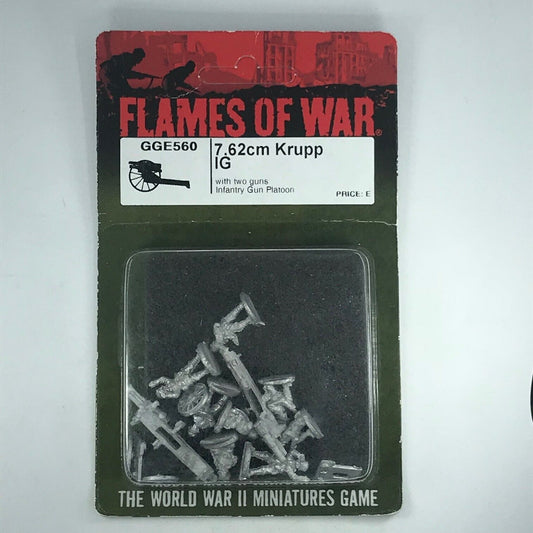 FLAMES OF WAR®
GGE560
7.62cm Krupp
IG
with two guns
Infantry Gun Platoon
PRICE: E
THE WORLD WAR II MINIATURES GAME